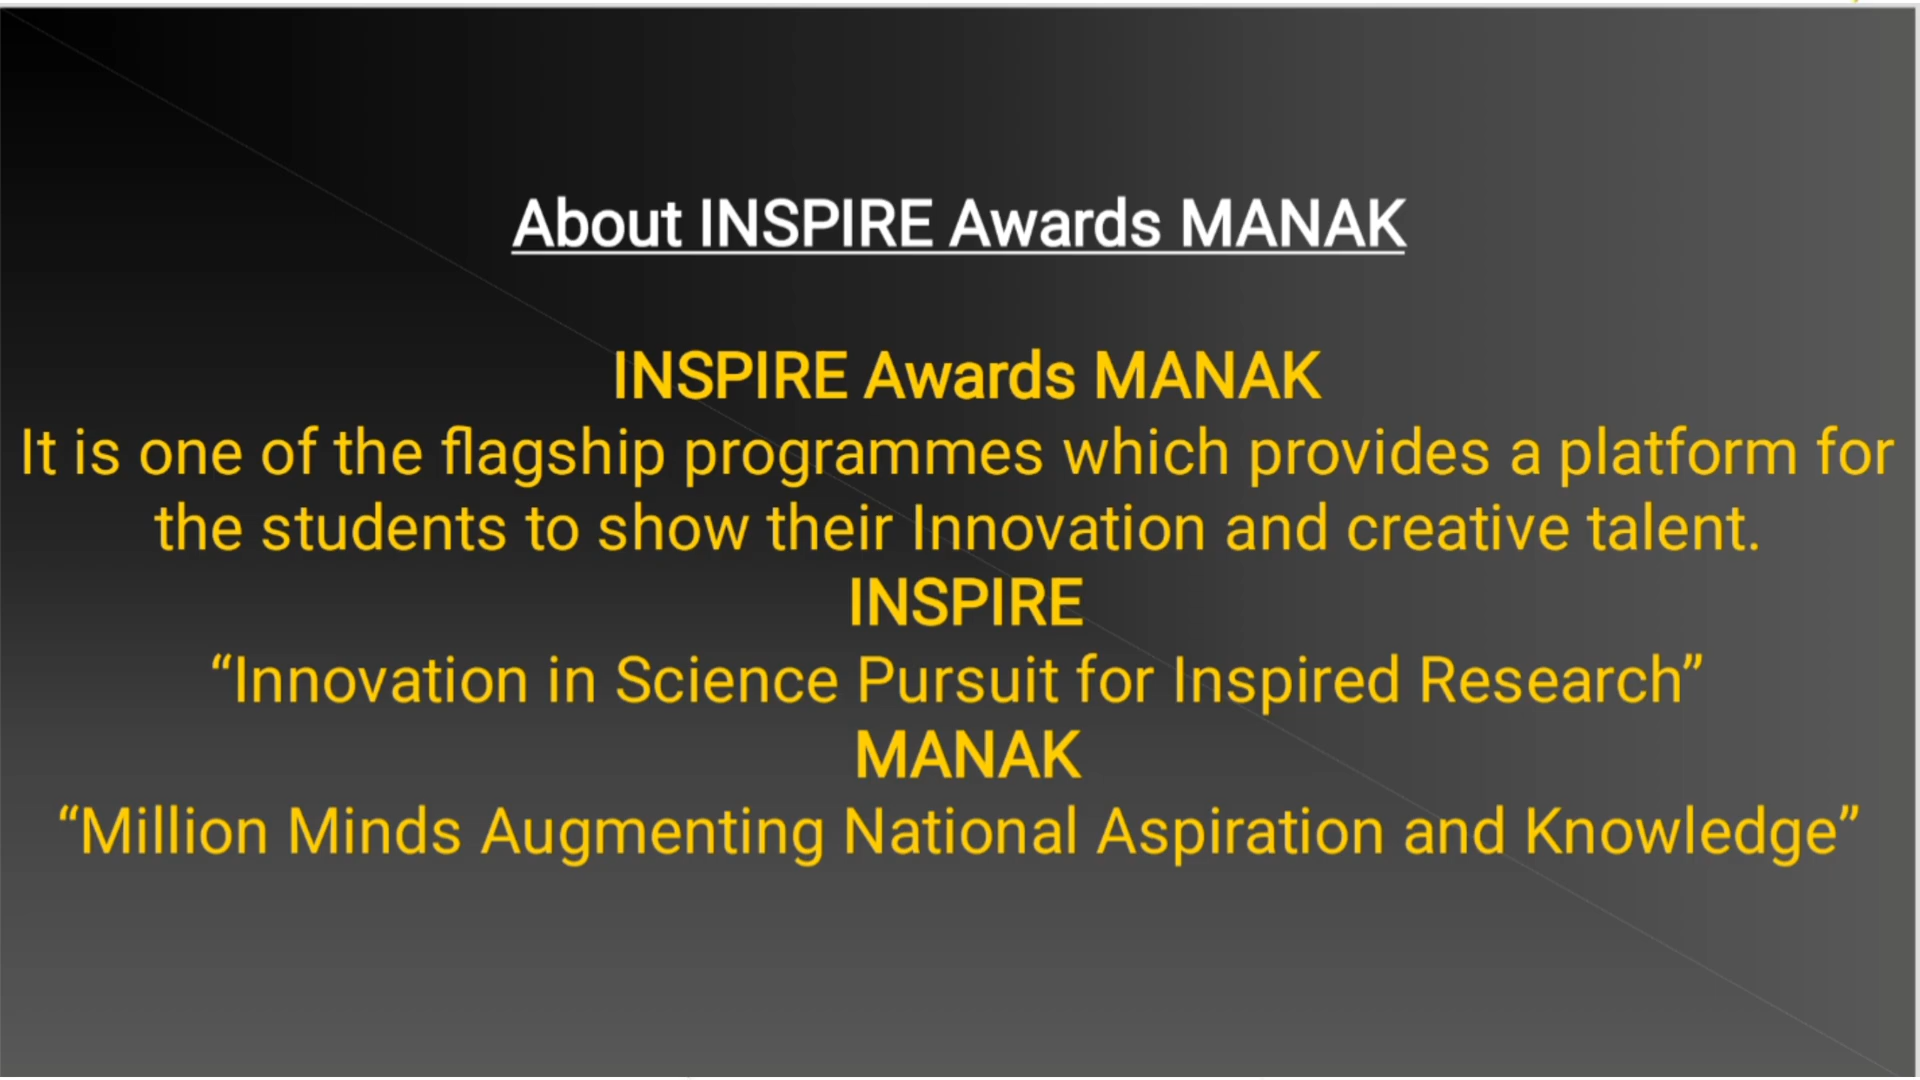 About INSPIRE Awards MANAK
INSPIRE Awards MANAK
It is one of the flagship programmes which provides a platform for
the students to show their Innovation and creative talent.
INSPIRE
“Innovation in Science Pursuit for Inspired Research”
MANAK
“Million Minds Augmenting National Aspiration and Knowledge”